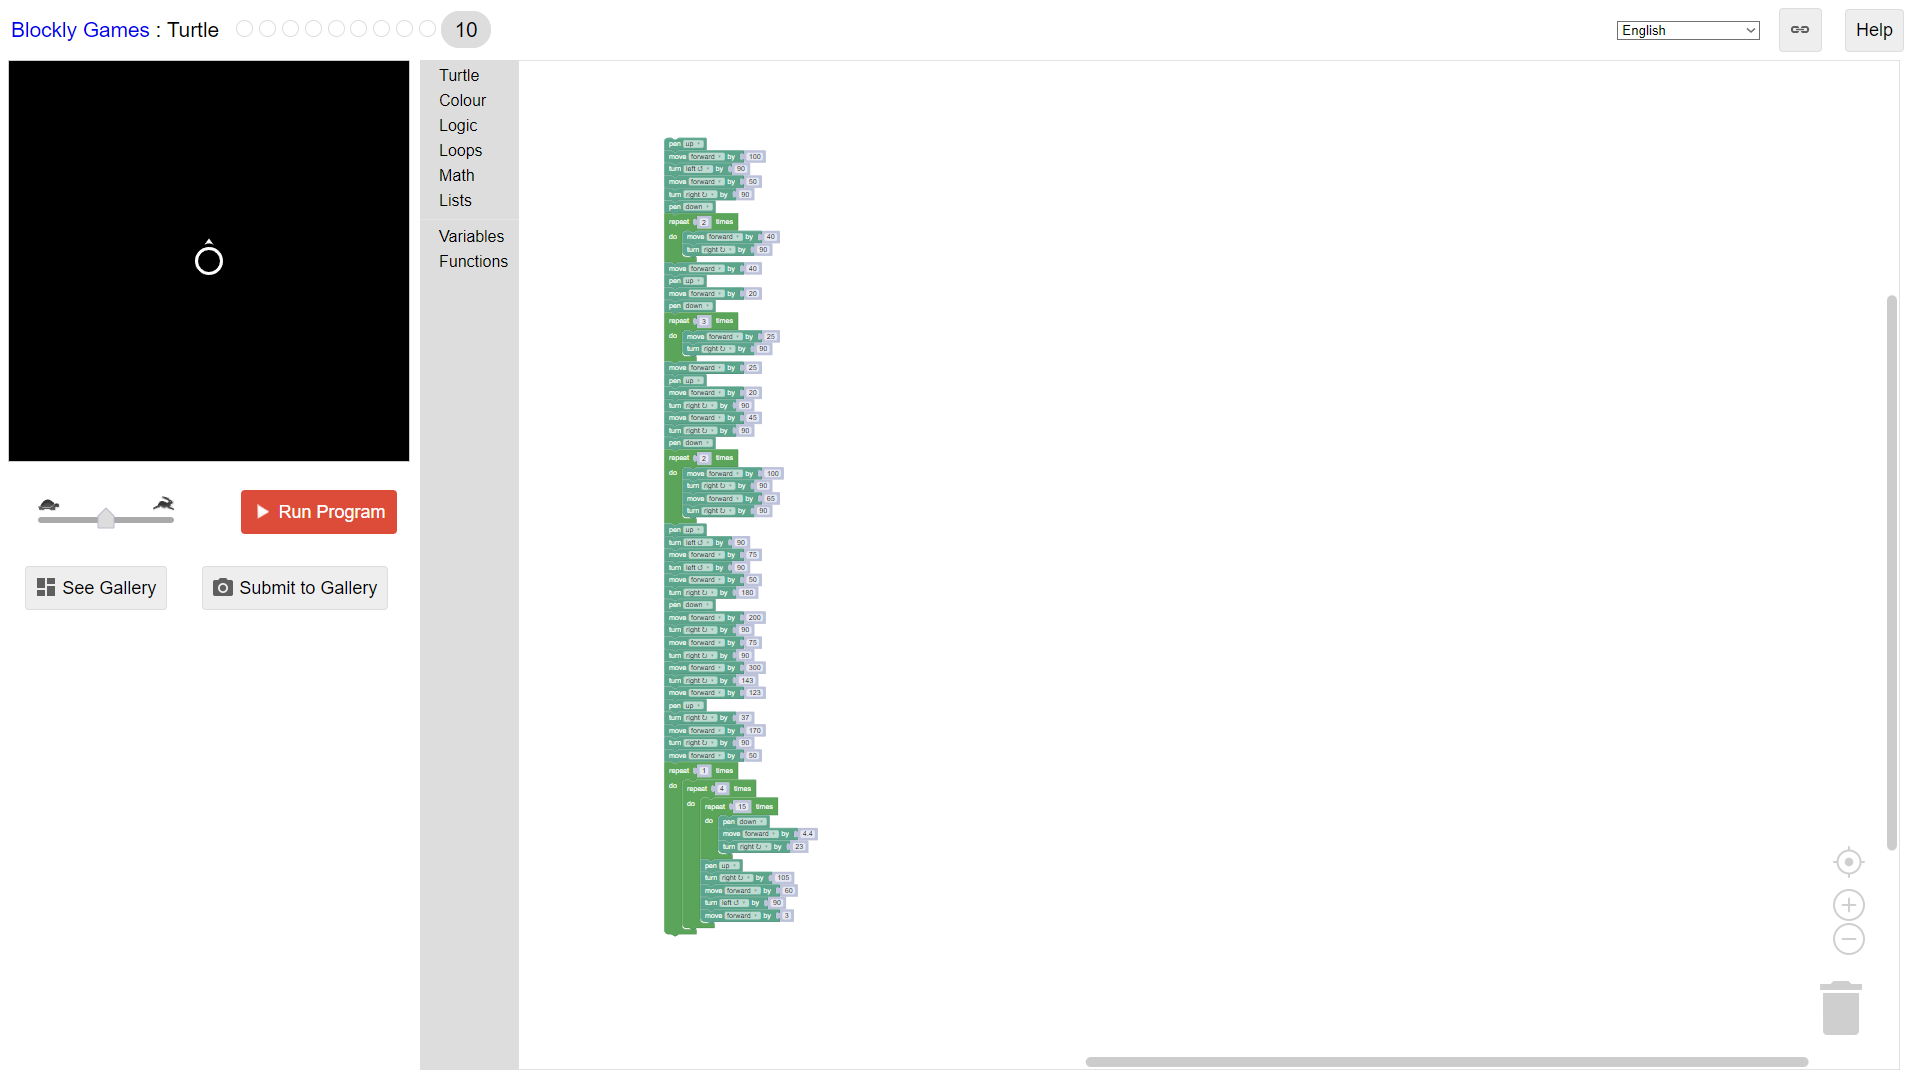 Blockly Games : Turtle 10 English Help
Turtle
Colour
Logic
Loops
Math
Lists
Variables
Functions
Run Program
See Gallery
Submit to Gallery
pen up
move forward by 100
turn left ↺ by 90
move forward by 50
turn right ↻ by 90
pen down
repeat 2 times
do move forward by 40
turn right ↻ by 90
move forward by 40
pen up
move forward by 20
pen down
repeat 3 times
do move forward by 25
turn right ↻ by 90
move forward by 25
pen up
move forward by 20
turn right ↻ by 90
move forward by 45
turn right ↻ by 90
pen down
repeat 2 times
do move forward by 100
turn right ↻ by 90
move forward by 65
turn right ↻ by 90
pen up
turn left ↺ by 90
move forward by 75
turn left ↺ by 90
move forward by 50
turn right ↻ by 180
pen down
move forward by 200
turn right ↻ by 90
move forward by 75
turn right ↻ by 90
move forward by 300
turn right ↻ by 143
move forward by 123
pen up
turn right ↻ by 37
move forward by 170
turn right ↻ by 90
move forward by 50
repeat 1 times
do repeat 4 times
do repeat 15 times
do pen down
move forward by 4.4
turn right ↻ by 23
pen up
turn right ↻ by 105
move forward by 60
turn left ↺ by 90
move forward by 3